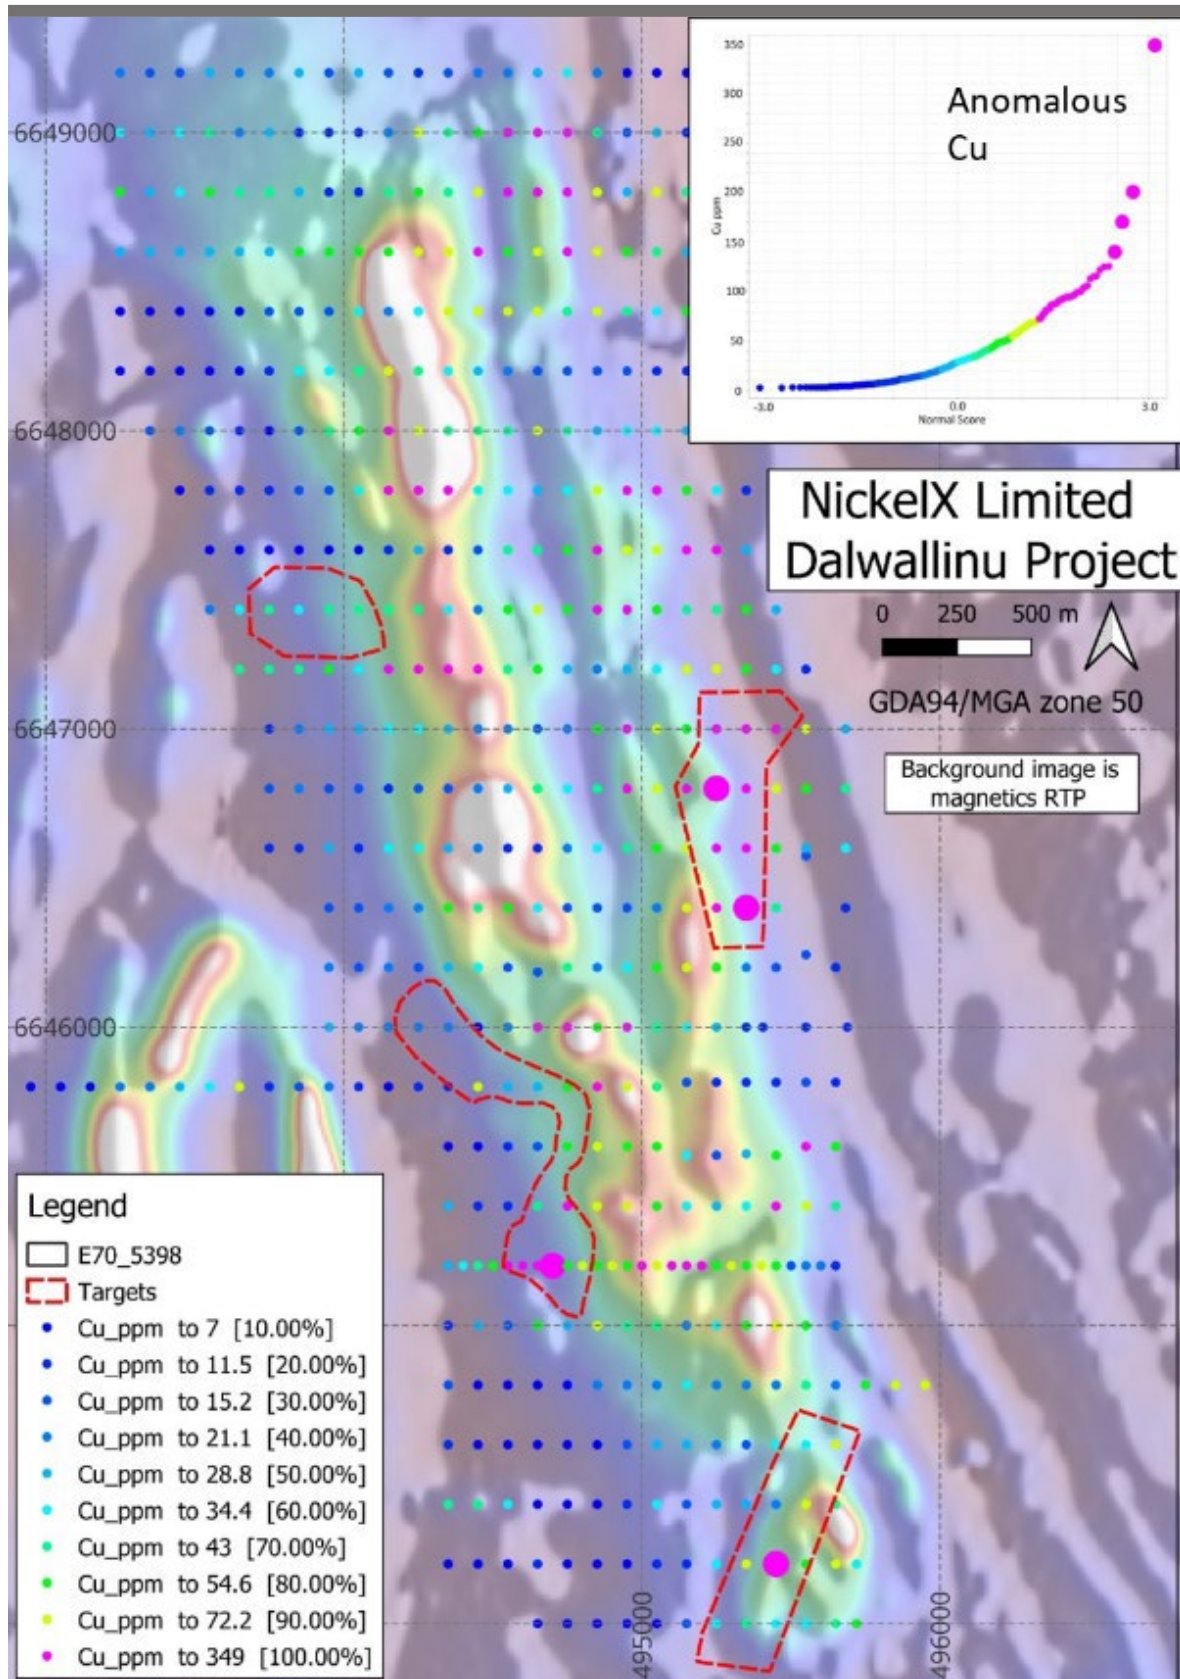 350
300
250
200
150
100
50
0
Cu ppm
Anomalous
Cu
-3.0
0.0
3.0
Normal Score
6649000
6648000
NickelX Limited
Dalwallinu Project
0 250 500 m
GDA94/MGA zone 50
6647000
Background image is
magnetics RTP
6646000
Legend
E70_5398
Targets
Cu_ppm to 7 [10.00%]
Cu_ppm to 11.5 [20.00%]
Cu_ppm to 15.2 [30.00%]
Cu_ppm to 21.1 [40.00%]
Cu_ppm to 28.8 [50.00%]
Cu_ppm to 34.4 [60.00%]
Cu_ppm to 43 [70.00%]
Cu_ppm to 54.6 [80.00%]
Cu_ppm to 72.2 [90.00%]
Cu_ppm to 349 [100.00%]
495000
496000